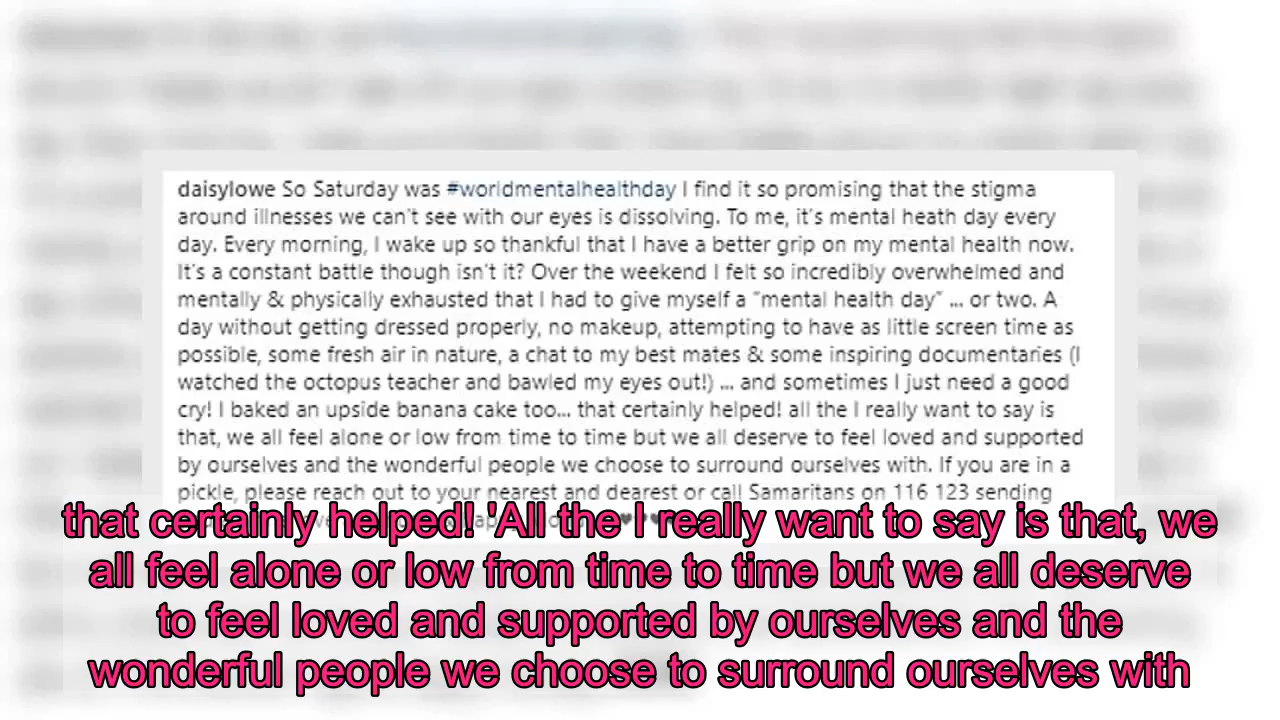 daisylowe So Saturday was #worldmentalhealthday I find it so promising that the stigma
around illnesses we can't see with our eyes is dissolving. To me, it's mental heath day every
day. Every morning, I wake up so thankful that I have a better grip on my mental health now.
It's a constant battle though isn't it? Over the weekend I felt so incredibly overwhelmed and
mentally & physically exhausted that I had to give myself a "mental health day" ... or two. A
day without getting dressed properly, no makeup, attempting to have as little screen time as
possible, some fresh air in nature, a chat to my best mates & some inspiring documentaries (I
watched the octopus teacher and bawled my eyes out!) ... and sometimes I just need a good
cry! I baked an upside banana cake too... that certainly helped! all the I really want to say is
that, we all feel alone or low from time to time but we all deserve to feel loved and supported
by ourselves and the wonderful people we choose to surround ourselves with. If you are in a
pickle, please reach out to your nearest and dearest or call Samaritans on 116 123 sending
that certainly helped! 'All the I really want to say is that, we
all feel alone or low from time to time but we all deserve
to feel loved and supported by ourselves and the
wonderful people we choose to surround ourselves with